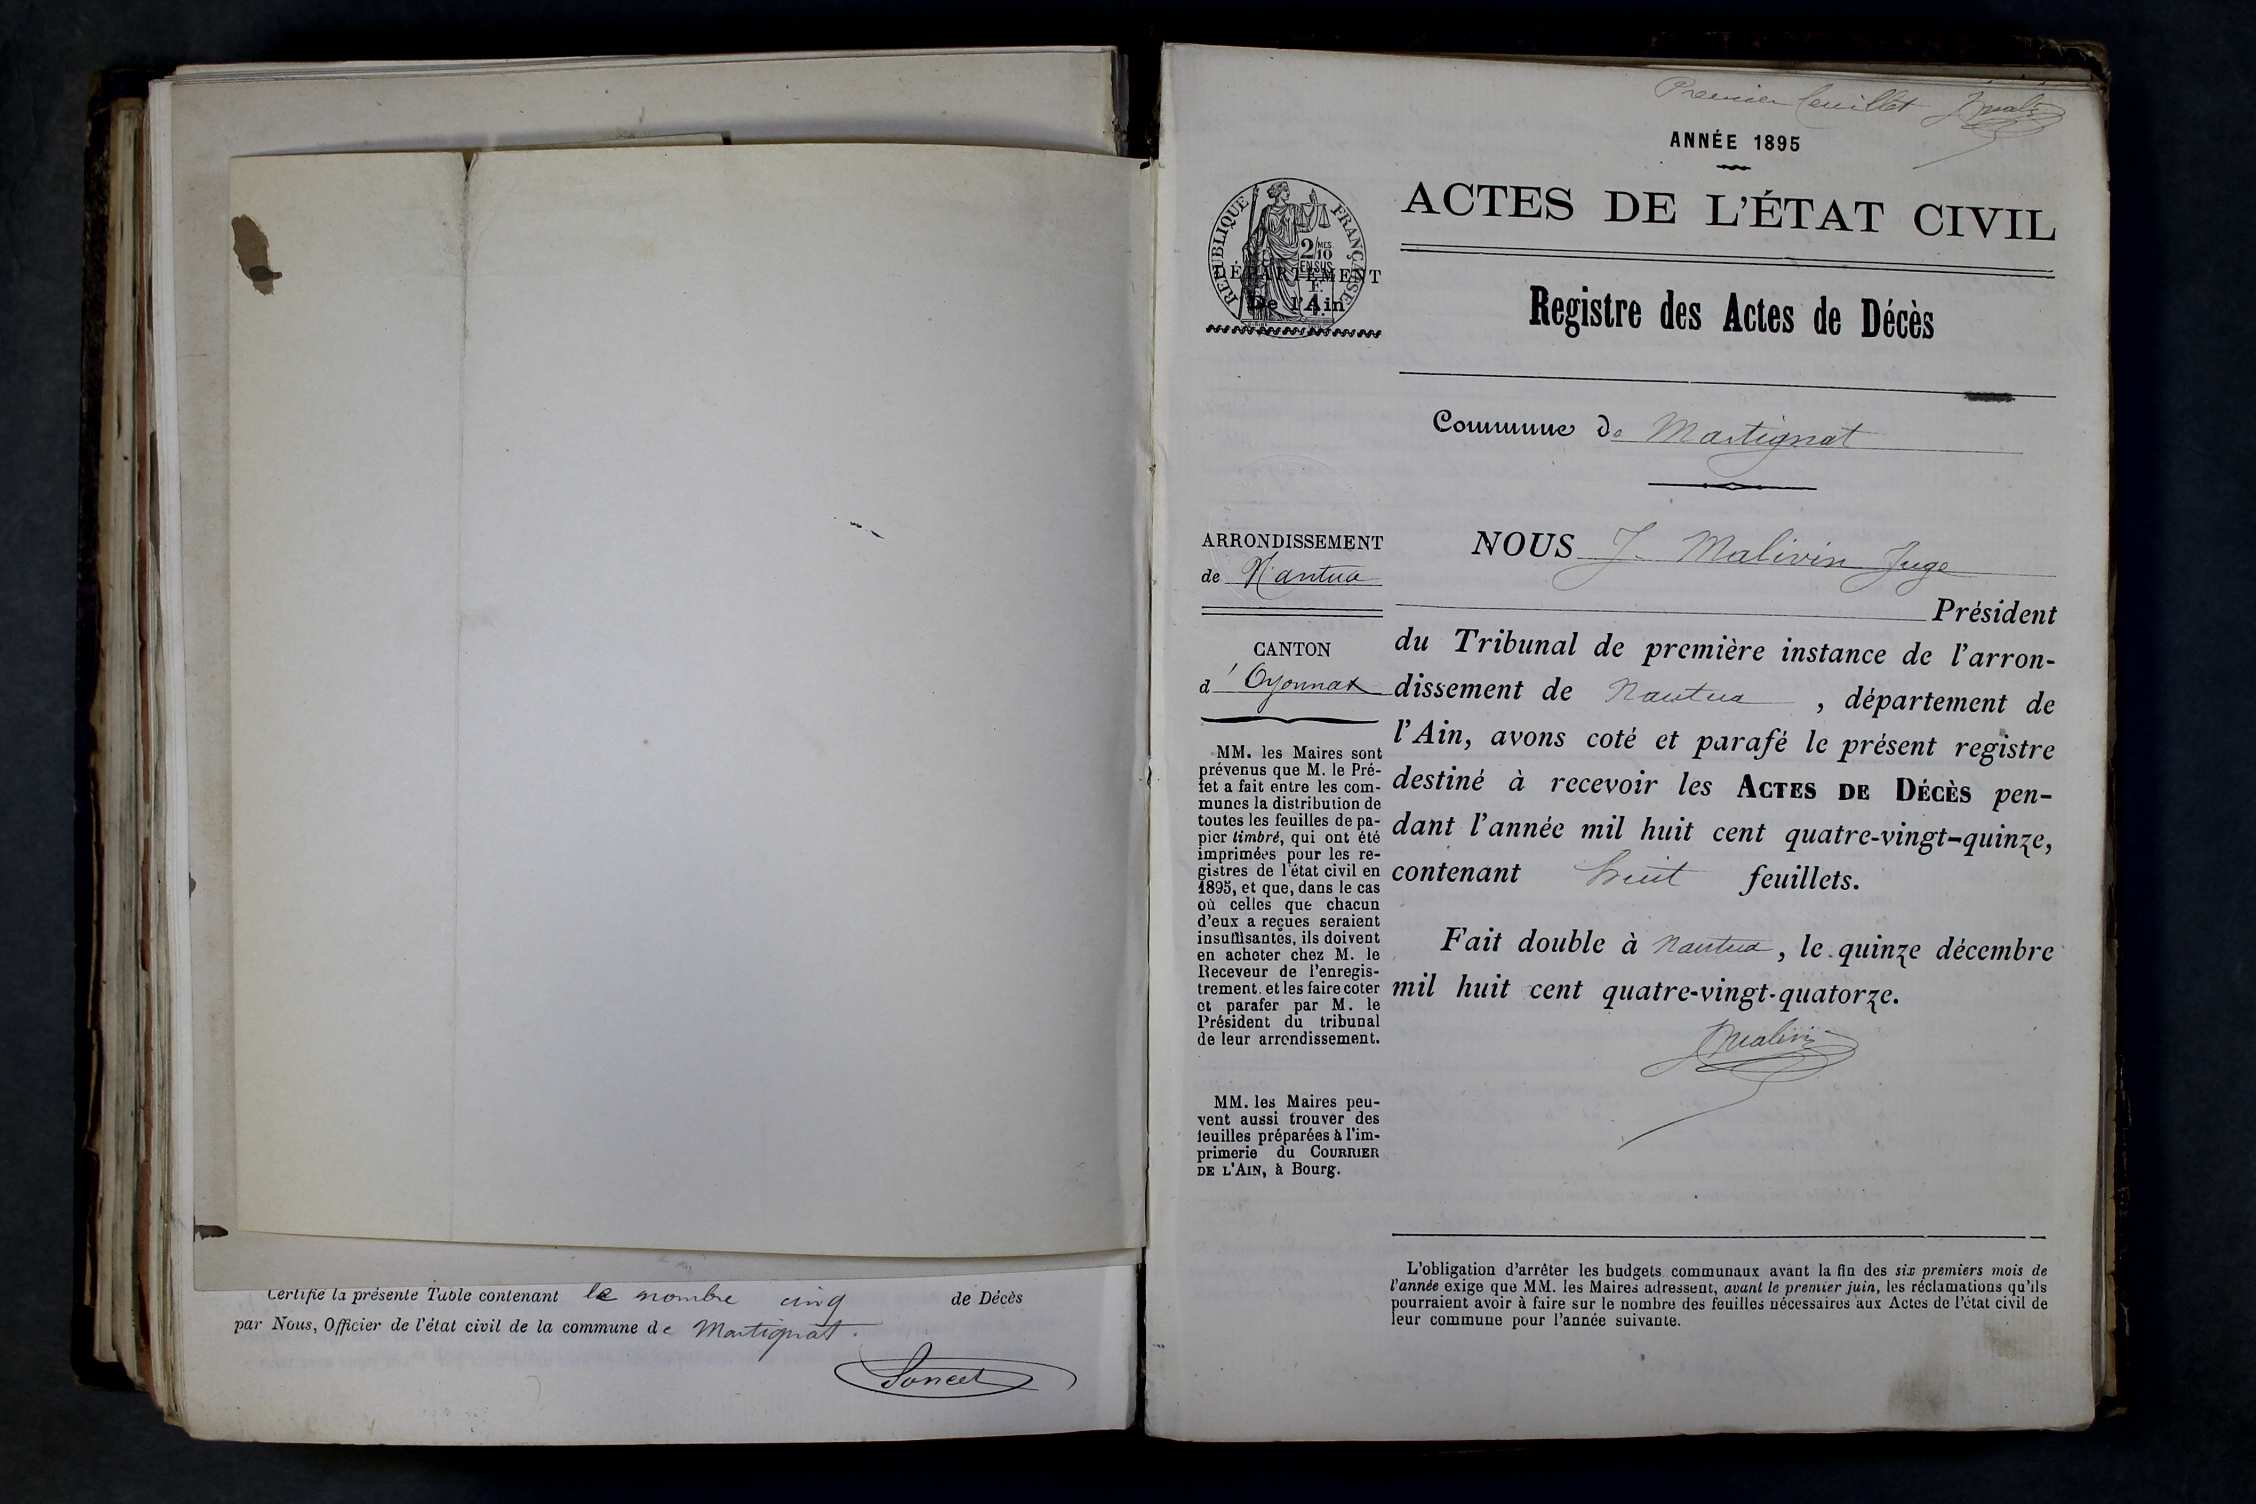 Certifié la présente Table contenant le nombre cinq de Décès
par Nous, Officier de l'état civil de la commune de Martignat.
Premier feuillet JMalivin
ANNÉE 1895
ACTES DE L'ÉTAT CIVIL
RÉPUBLIQUE FRANÇAISE
2/10 MES
EN SUS
F.
4
DÉPARTEMENT
De l'Ain
Registre des Actes de Décès
Commune de Martignat
ARRONDISSEMENT
de Nantua
CANTON
d'Oyonnax
MM. les Maires sont
prévenus que M. le Pré-
fet a fait entre les com-
munes la distribution de
toutes les feuilles de pa-
pier timbré, qui ont été
imprimées pour les re-
gistres de l'état civil en
1895, et que, dans le cas
où celles que chacun
d'eux a reçues seraient
insuffisantes, ils doivent
en acheter chez M. le
Receveur de l'enregis-
trement. et les faire coter
et parafer par M. le
Président du tribunal
de leur arrondissement.
MM. les Maires peu-
vent aussi trouver des
feuilles préparées à l'im-
primerie du COURRIER
DE L'AIN, à Bourg.
NOUS J. Malivin Juge
Président
du Tribunal de première instance de l'arron-
dissement de Nantua, département de
l'Ain, avons coté et parafé le présent registre
destiné à recevoir les ACTES DE DÉCÈS pen-
dant l'année mil huit cent quatre-vingt-quinze,
contenant huit feuillets.
Fait double à Nantua, le quinze décembre
mil huit cent quatre-vingt-quatorze.
JMalivin
L'obligation d'arrêter les budgets communaux avant la fin des six premiers mois de
l'année exige que MM. les Maires adressent, avant le premier juin, les réclamations qu'ils
pourraient avoir à faire sur le nombre des feuilles nécessaires aux Actes de l'état civil de
leur commune pour l'année suivante.